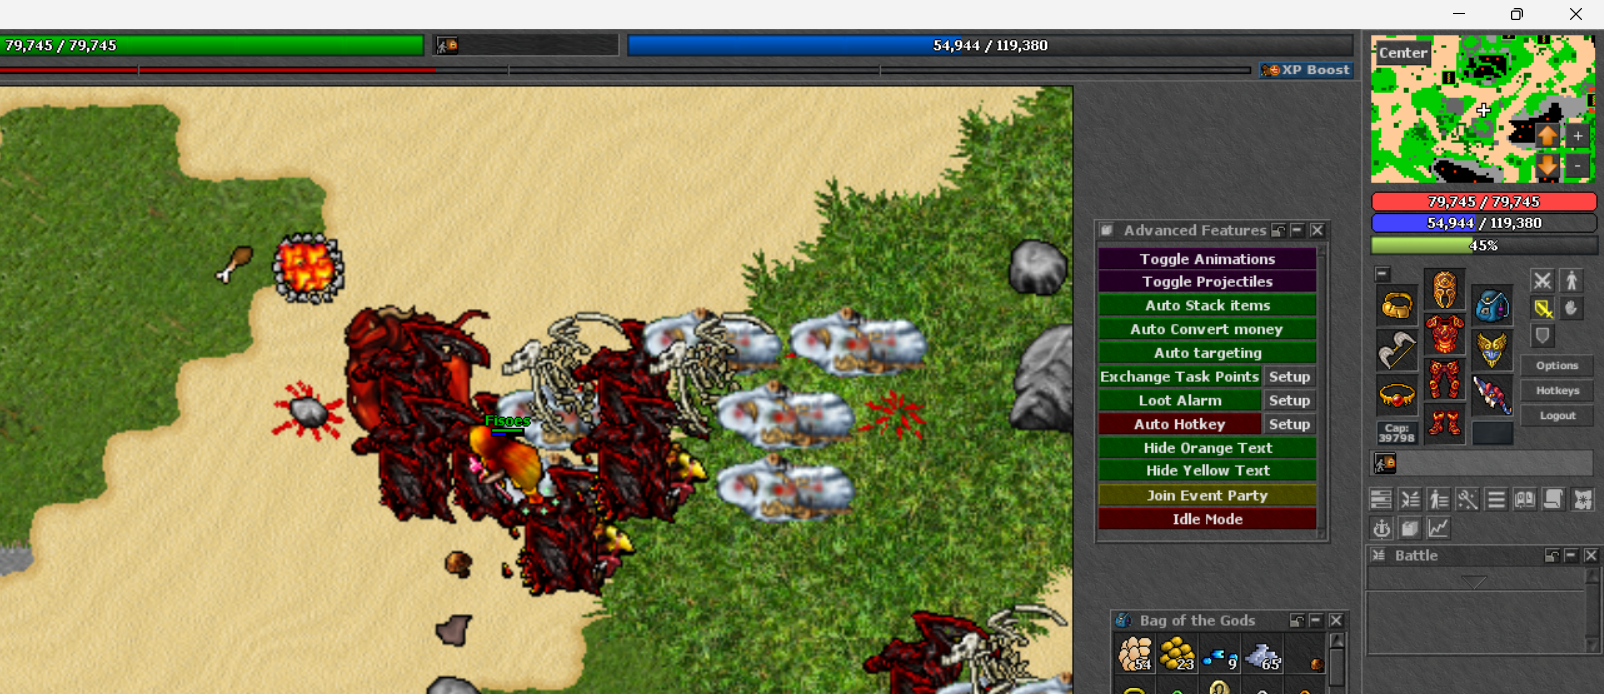 79,745 / 79,745
54,944 / 119,380
XP Boost
Center
+
-
79,745 / 79,745
54,944 / 119,380
45%
Advanced Features
Toggle Animations
Toggle Projectiles
Auto Stack items
Auto Convert money
Auto targeting
Exchange Task Points Setup
Loot Alarm Setup
Auto Hotkey Setup
Hide Orange Text
Hide Yellow Text
Join Event Party
Idle Mode
Options
Hotkeys
Logout
Cap:
39798
Fisoes
Battle
Bag of the Gods
54 23 9 65